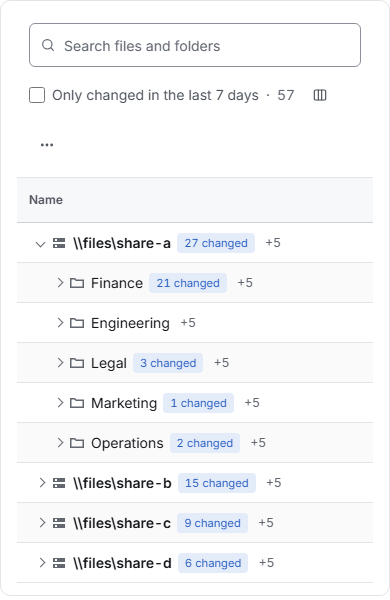 Search files and folders
Only changed in the last 7 days · 57
...
Name
\\files\share-a 27 changed +5
Finance 21 changed +5
Engineering +5
Legal 3 changed +5
Marketing 1 changed +5
Operations 2 changed +5
\\files\share-b 15 changed +5
\\files\share-c 9 changed +5
\\files\share-d 6 changed +5